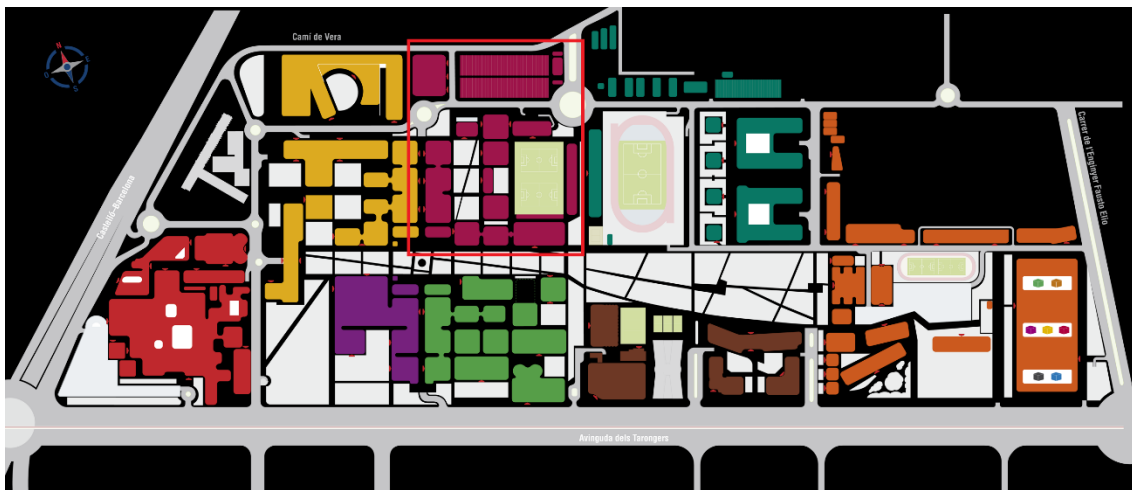 Camí de Vera
N
E
S
O
Castelló-Barcelona
Carrer de l'Enginyer Fausto Elio
Avinguda dels Tarongers